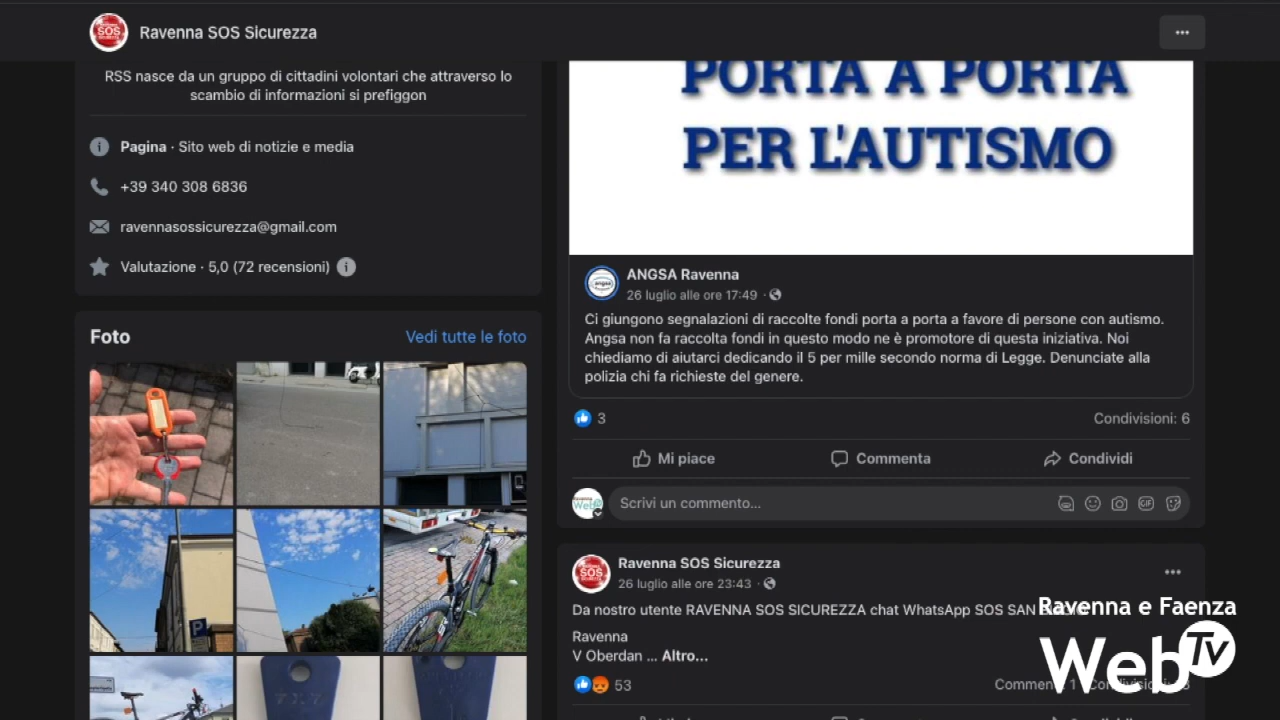 Ravenna SOS Sicurezza
RSS nasce da un gruppo di cittadini volontari che attraverso lo
scambio di informazioni si prefiggon
Pagina · Sito web di notizie e media
+39 340 308 6836
ravennasossicurezza@gmail.com
Valutazione · 5,0 (72 recensioni)
Foto
Vedi tutte le foto
PORTA A PORTA
PER L'AUTISMO
ANGSA Ravenna
26 luglio alle ore 17:49
Ci giungono segnalazioni di raccolte fondi porta a porta a favore di persone con autismo.
Angsa non fa raccolta fondi in questo modo ne è promotore di questa iniziativa. Noi
chiediamo di aiutarci dedicando il 5 per mille secondo norma di Legge. Denunciate alla
polizia chi fa richieste del genere.
3
Condivisioni: 6
Mi piace
Commenta
Condividi
Scrivi un commento...
GIF
Ravenna SOS Sicurezza
26 luglio alle ore 23:43
Da nostro utente RAVENNA SOS SICUREZZA chat WhatsApp SOS SAN
Ravenna
V Oberdan ... Altro...
53
Ravenna e Faenza
Web TV